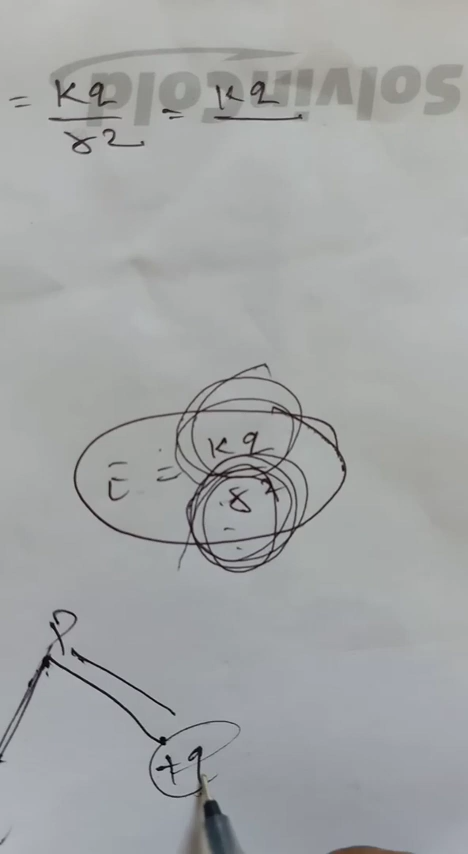 = Kq / r2 = Kq
E = Kq / r2
P
+q